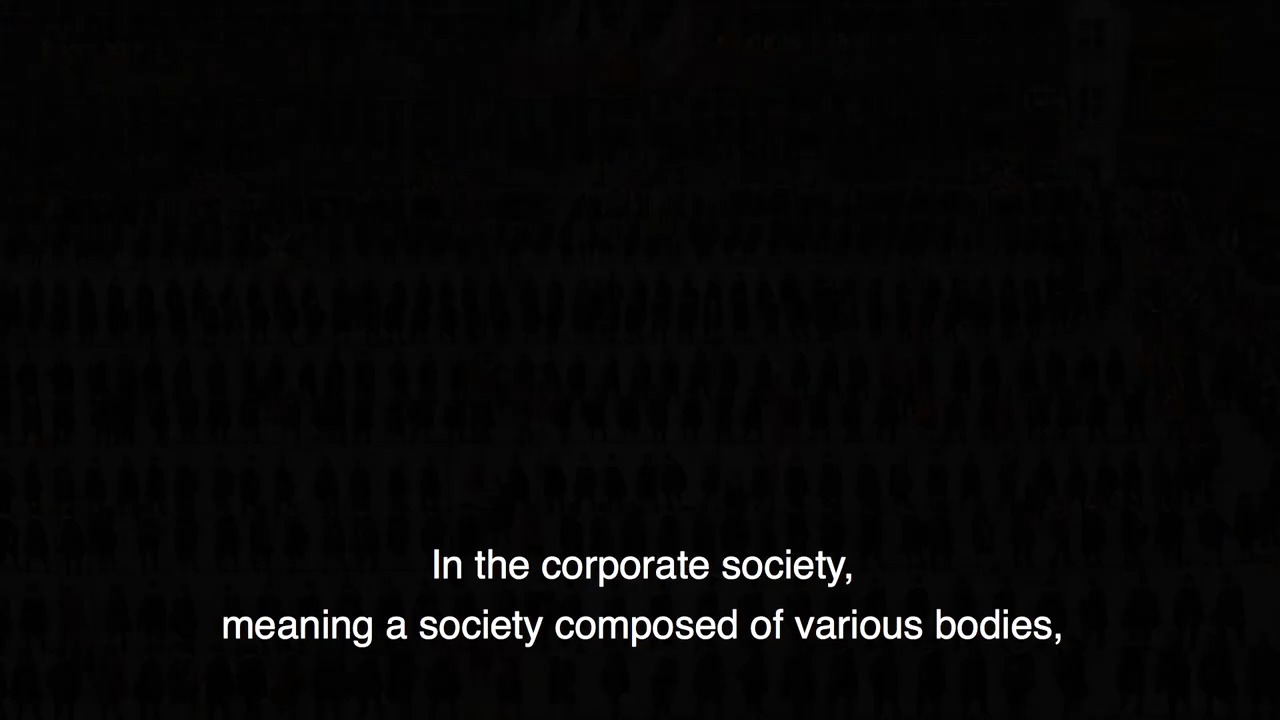 In the corporate society,
meaning a society composed of various bodies,